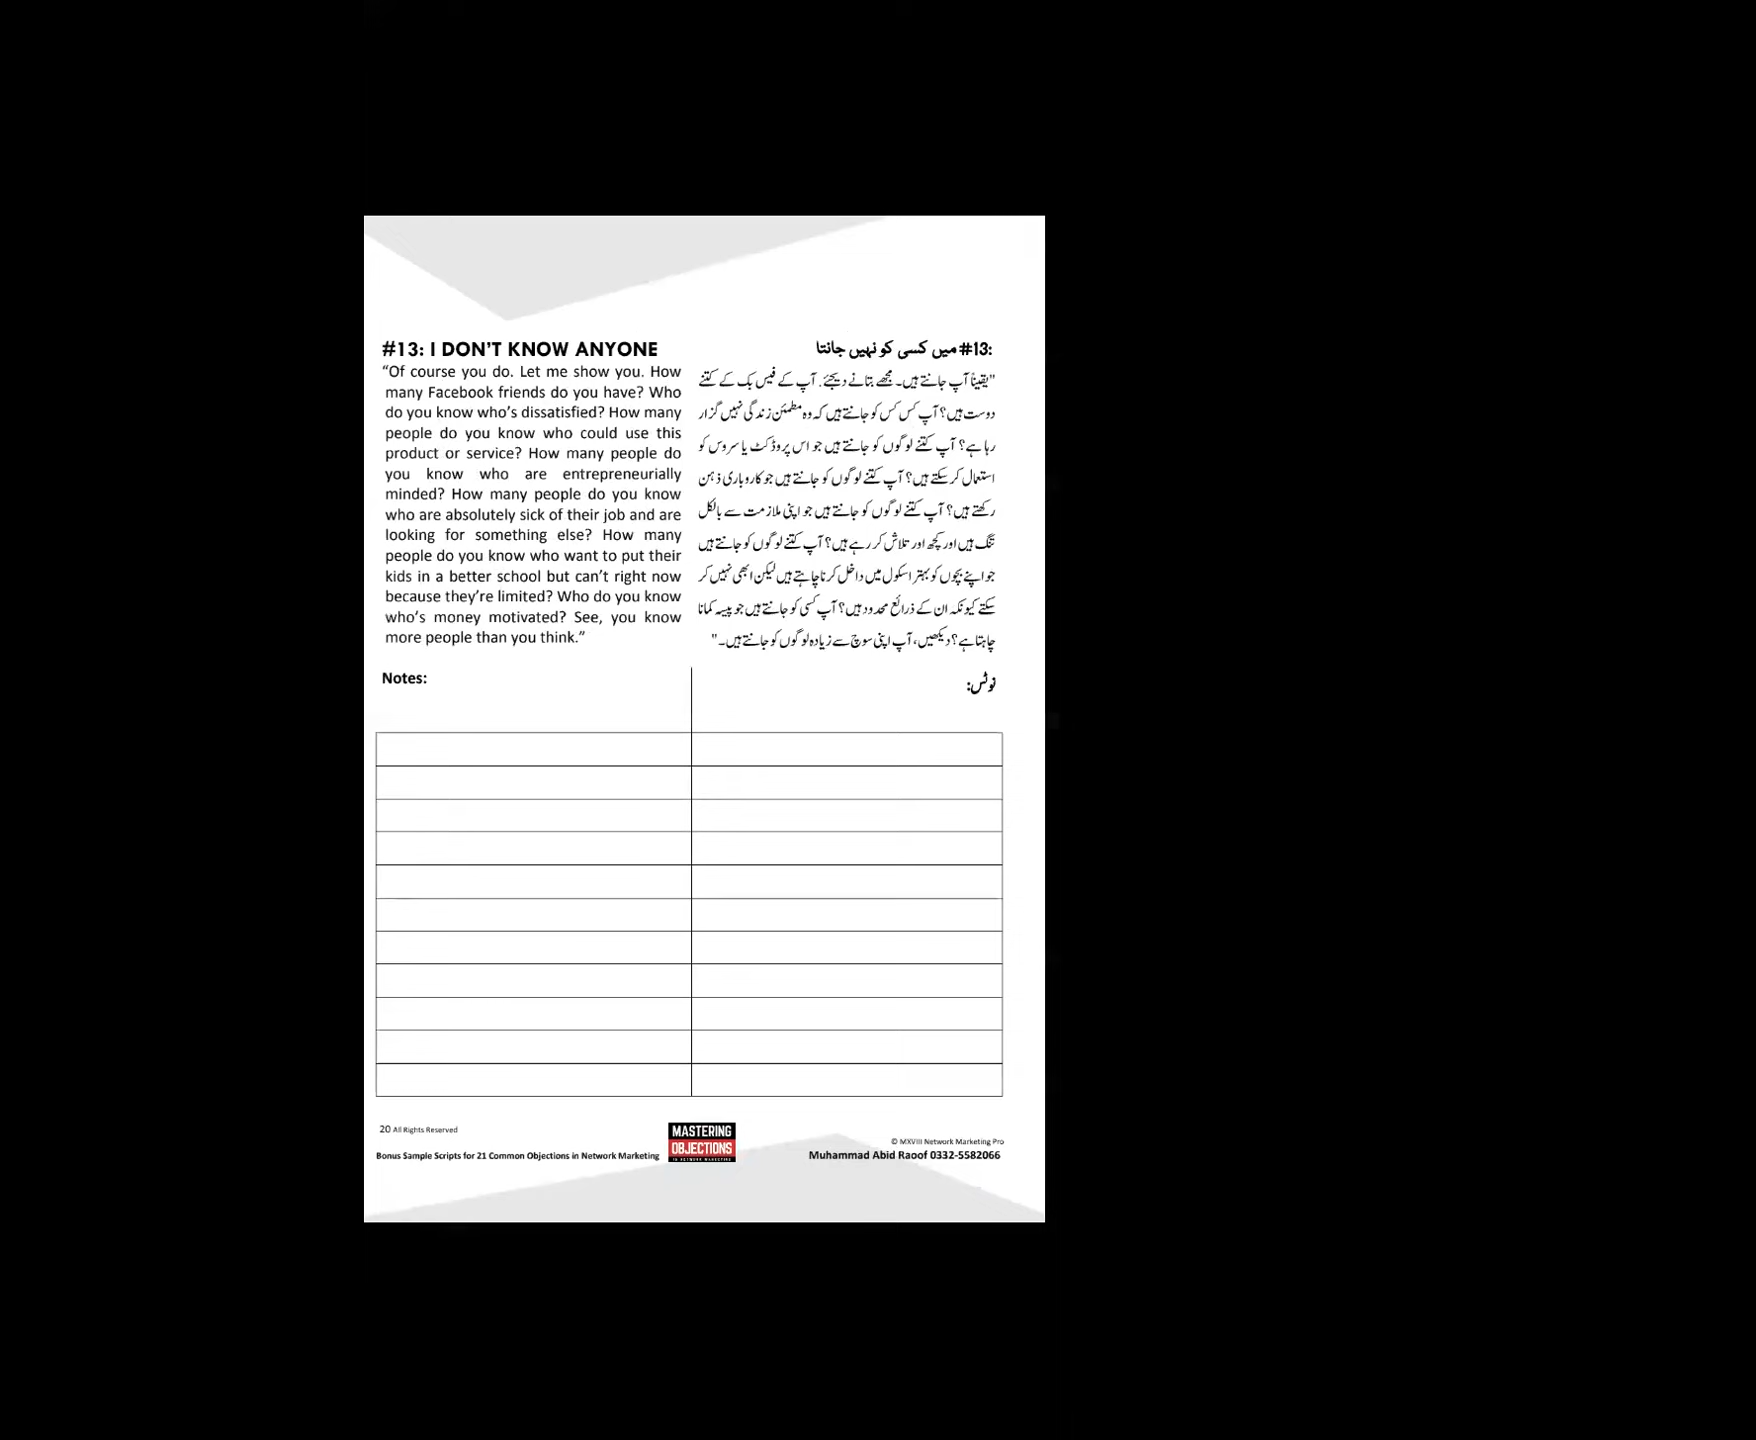 #13: I DON'T KNOW ANYONE
“Of course you do. Let me show you. How
many Facebook friends do you have? Who
do you know who's dissatisfied? How many
people do you know who could use this
product or service? How many people do
you know who are entrepreneurially
minded? How many people do you know
who are absolutely sick of their job and are
looking for something else? How many
people do you know who want to put their
kids in a better school but can't right now
because they're limited? Who do you know
who's money motivated? See, you know
more people than you think.”
#13: میں کسی کو نہیں جانتا
"یقیناً آپ جانتے ہیں۔ مجھے بتانے دیجئے. آپ کے فیس بک کے کتنے
دوست ہیں؟ آپ کس کس کو جانتے ہیں کہ وہ مطمئن زندگی نہیں گزار
رہا ہے؟ آپ کتنے لوگوں کو جانتے ہیں جو اس پروڈکٹ یا سروس کو
استعمال کر سکتے ہیں؟ آپ کتنے لوگوں کو جانتے ہیں جو کاروباری ذہن
رکھتے ہیں؟ آپ کتنے لوگوں کو جانتے ہیں جو اپنی ملازمت سے بالکل
تنگ ہیں اور کچھ اور تلاش کر رہے ہیں؟ آپ کتنے لوگوں کو جانتے ہیں
جو اپنے بچوں کو بہتر اسکول میں داخل کرنا چاہتے ہیں لیکن ابھی نہیں کر
سکتے کیونکہ ان کے ذرائع محدود ہیں؟ آپ کسی کو جانتے ہیں جو پیسہ کمانا
چاہتا ہے؟ دیکھیں، آپ اپنی سوچ سے زیادہ لوگوں کو جانتے ہیں۔"
Notes:
نوٹس:
20 All Rights Reserved
Bonus Sample Scripts for 21 Common Objections in Network Marketing
MASTERING
OBJECTIONS
IN NETWORK MARKETING
© MXVIII Network Marketing Pro
Muhammad Abid Raoof 0332-5582066